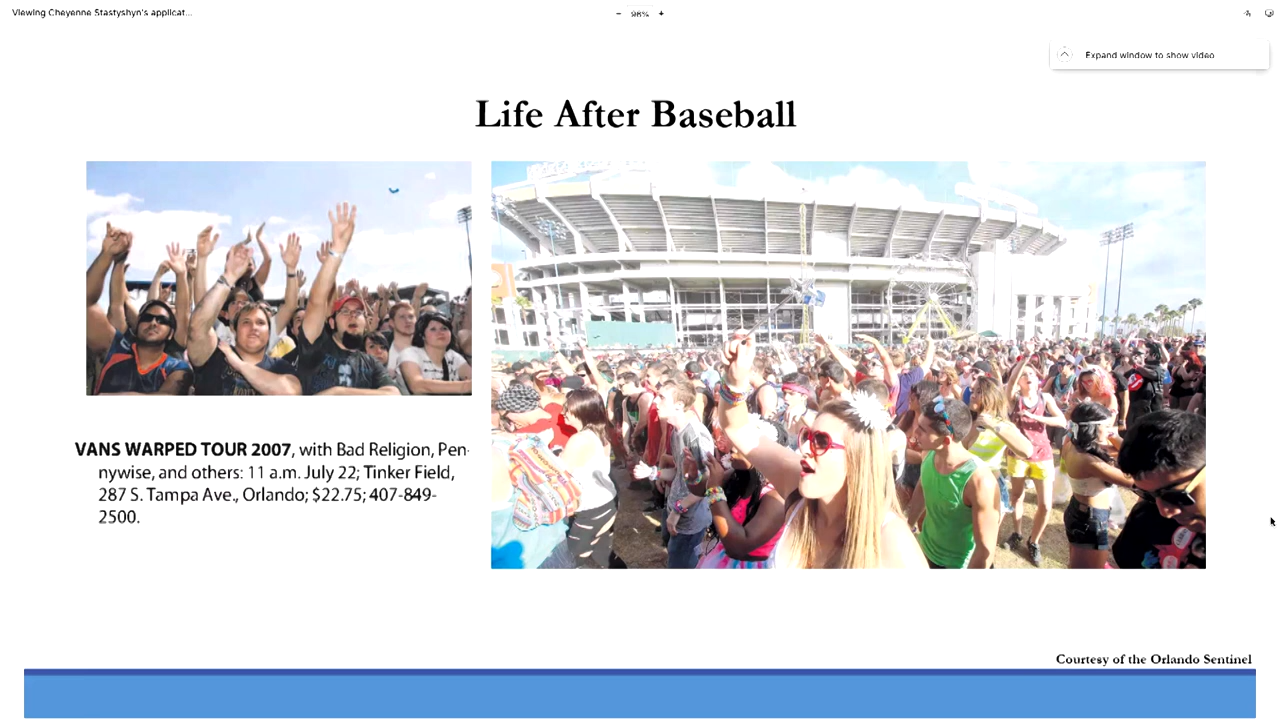 Viewing Cheyenne Stastyshyn's applicat...
− 98% +
Expand window to show video
Life After Baseball
VANS WARPED TOUR 2007, with Bad Religion, Pen-
nywise, and others: 11 a.m. July 22; Tinker Field,
287 S. Tampa Ave., Orlando; $22.75; 407-849-
2500.
Courtesy of the Orlando Sentinel